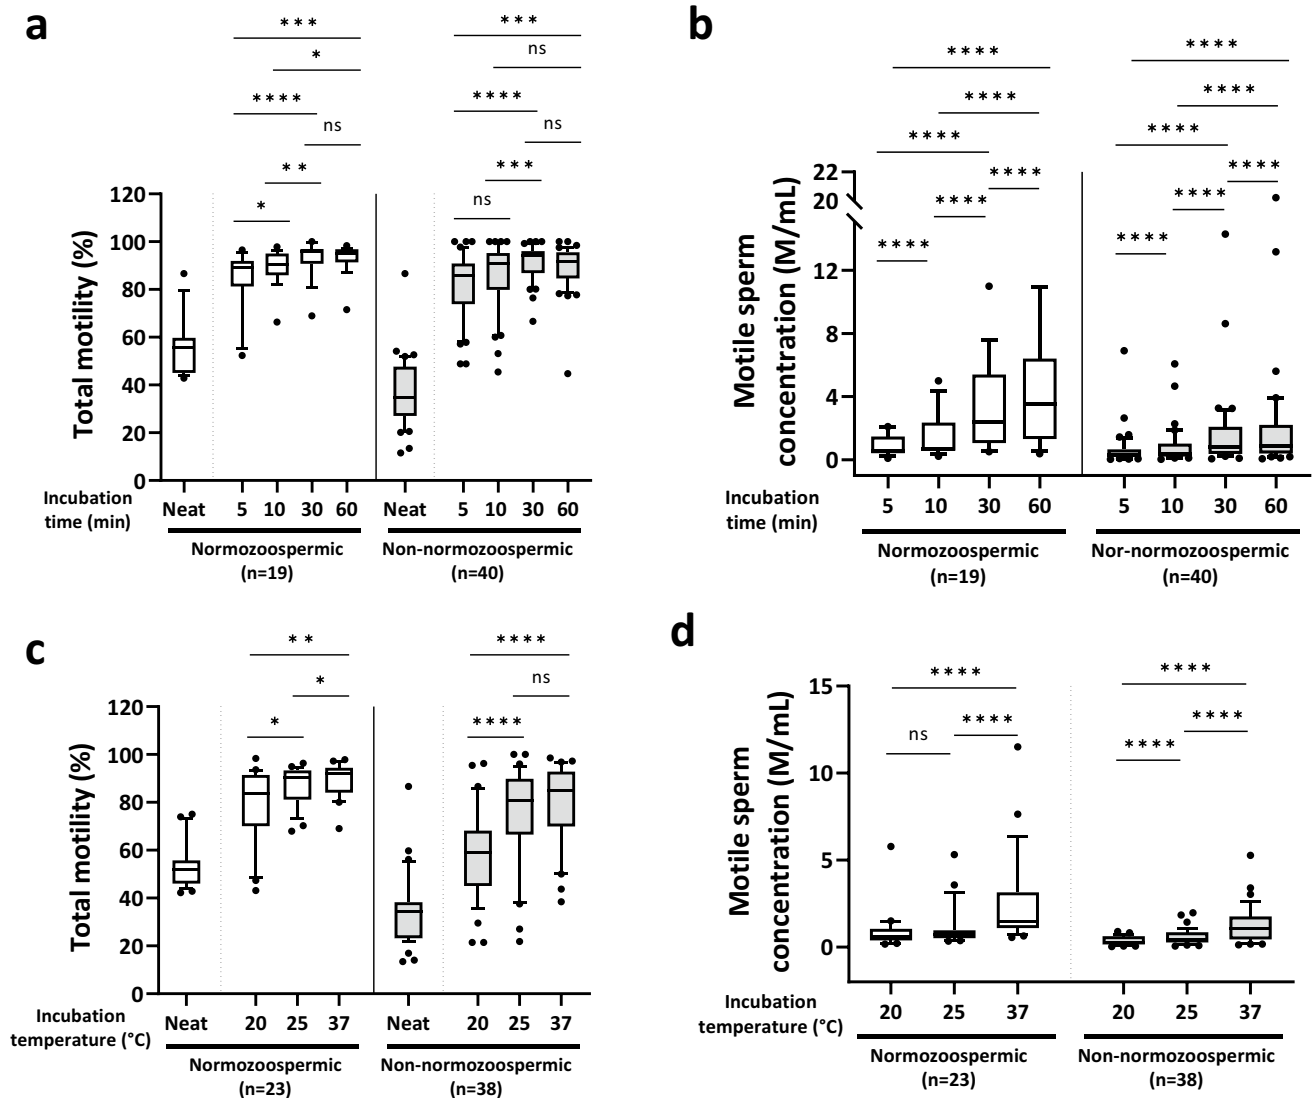 a
* * *
*
* * * *
ns
* *
*
* * *
ns
* * * *
ns
* * *
ns
120
100
80
60
40
20
0
Total motility (%)
Incubation
time (min)
Neat 5 10 30 60 Neat 5 10 30 60
Normozoospermic
(n=19)
Non-normozoospermic
(n=40)
b
* * * *
* * * *
* * * *
* * * *
* * * *
* * * *
* * * *
* * * *
* * * *
* * * *
* * * *
* * * *
22
20
12
8
4
0
Motile sperm
concentration (M/mL)
Incubation
time (min)
5 10 30 60 5 10 30 60
Normozoospermic
(n=19)
Nor-normozoospermic
(n=40)
c
* *
*
*
* * * *
ns
* * * *
120
100
80
60
40
20
0
Total motility (%)
Incubation
temperature (°C)
Neat 20 25 37 Neat 20 25 37
Normozoospermic
(n=23)
Non-normozoospermic
(n=38)
d
* * * *
* * * *
ns
* * * *
* * * *
* * * *
15
10
5
0
Motile sperm
concentration (M/mL)
Incubation
temperature (°C)
20 25 37 20 25 37
Normozoospermic
(n=23)
Non-normozoospermic
(n=38)